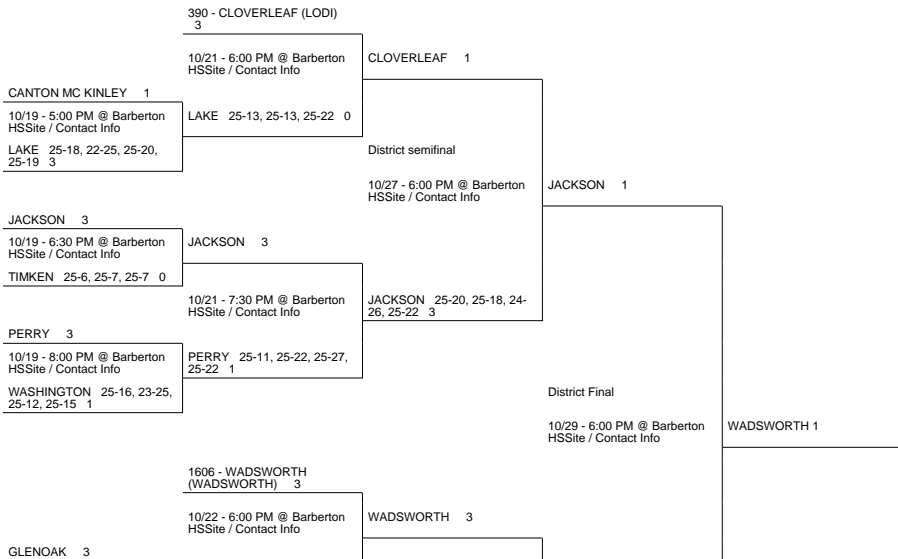 390 - CLOVERLEAF (LODI)
3
10/21 - 6:00 PM @ Barberton
HSSite / Contact Info
CLOVERLEAF 1
CANTON MC KINLEY 1
10/19 - 5:00 PM @ Barberton
HSSite / Contact Info
LAKE 25-13, 25-13, 25-22 0
LAKE 25-18, 22-25, 25-20,
25-19 3
District semifinal
10/27 - 6:00 PM @ Barberton
HSSite / Contact Info
JACKSON 1
JACKSON 3
10/19 - 6:30 PM @ Barberton
HSSite / Contact Info
JACKSON 3
TIMKEN 25-6, 25-7, 25-7 0
10/21 - 7:30 PM @ Barberton
HSSite / Contact Info
JACKSON 25-20, 25-18, 24-
26, 25-22 3
PERRY 3
10/19 - 8:00 PM @ Barberton
HSSite / Contact Info
PERRY 25-11, 25-22, 25-27,
25-22 1
WASHINGTON 25-16, 23-25,
25-12, 25-15 1
District Final
10/29 - 6:00 PM @ Barberton
HSSite / Contact Info
WADSWORTH 1
1606 - WADSWORTH
(WADSWORTH) 3
10/22 - 6:00 PM @ Barberton
HSSite / Contact Info
WADSWORTH 3
GLENOAK 3